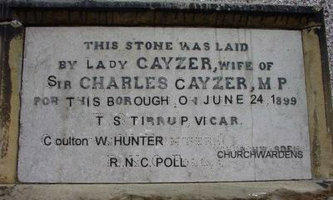 THIS STONE WAS LAID
BY LADY CAYZER, WIFE OF
SIR CHARLES CAYZER, M P
FOR THIS BOROUGH, ON JUNE 24, 1899
T S TIRRUP VICAR.
Coulton W. HUNTER
CHURCHWARDENS
R. N. C. POLL